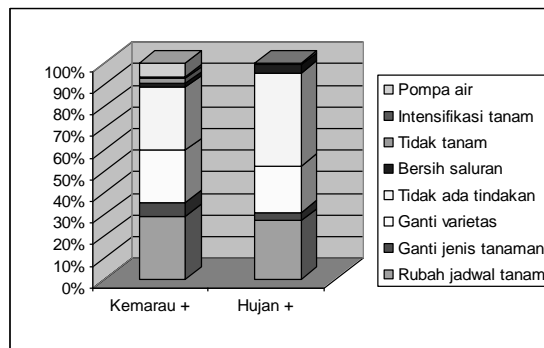 100%
90%
80%
70%
60%
50%
40%
30%
20%
10%
0%
Kemarau +
Hujan +
Pompa air
Intensifikasi tanam
Tidak tanam
Bersih saluran
Tidak ada tindakan
Ganti varietas
Ganti jenis tanaman
Rubah jadwal tanam